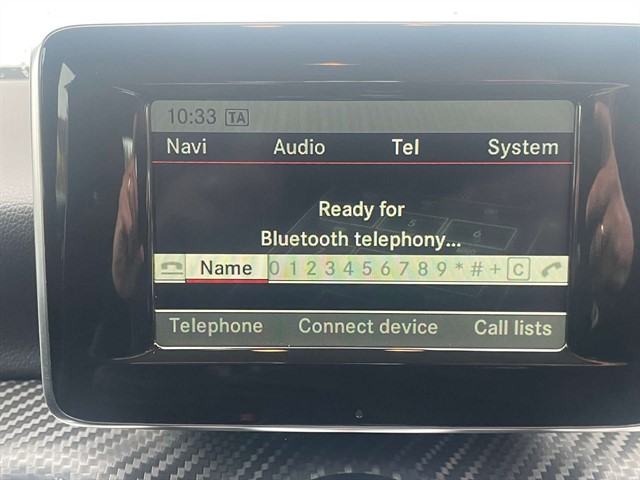 10:33 TA
Navi Audio Tel System
Ready for
Bluetooth telephony...
Name 0 1 2 3 4 5 6 7 8 9 * # + C
Telephone Connect device Call lists